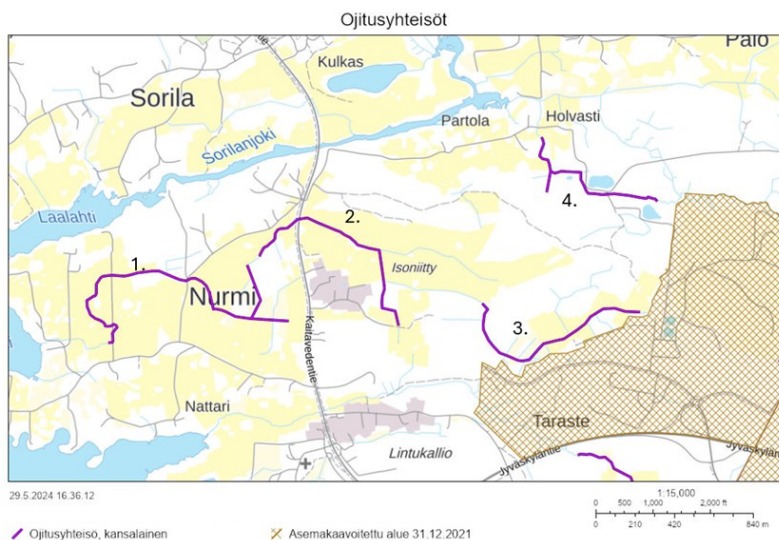 Ojitusyhteisöt
Palo
Kulkas
Sorila
Partola
Holvasti
Sorilanjoki
Laalahti
1.
2.
3.
4.
Isoniitty
Nurmi
Kaitavedentie
Nattari
Taraste
Lintukallio
Jyväskyläntie
29.5.2024 16.36.12
1:15,000
0 500 1,000 2,000 ft
0 210 420 840 m
Ojitusyhteisö, kansalainen
Asemakaavoitettu alue 31.12.2021